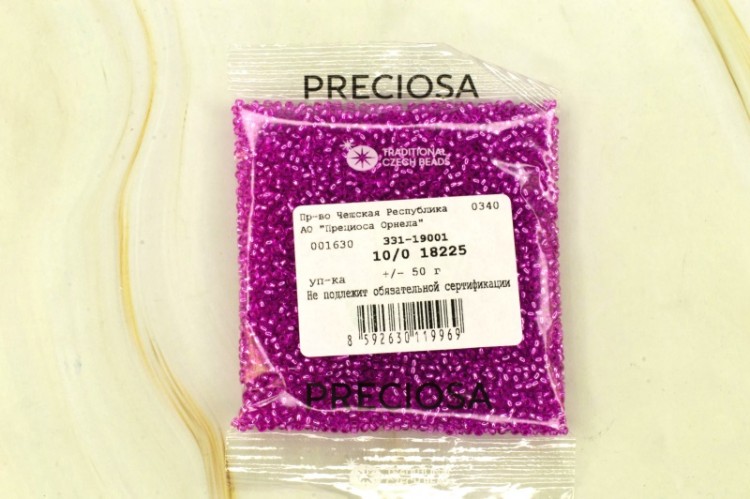 PRECIOSA
TRADITIONAL
CZECH BEADS
Пр-во Чешская Республика 0340
АО "Прециоса Орнела"
001630 331-19001
10/0 18225
уп-ка +/- 50 г
Не подлежит обязательной сертификации
8 592630 119969
PRECIOSA